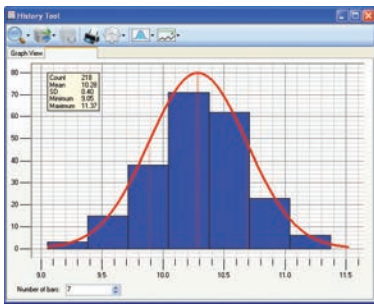 History Tool
Graph View
80
70
60
50
40
30
20
10
0
Count 218
Mean 10.28
SD 0.40
Minimum 9.05
Maximum 11.37
9.0 9.5 10.0 10.5 11.0 11.5
Number of bars: 7